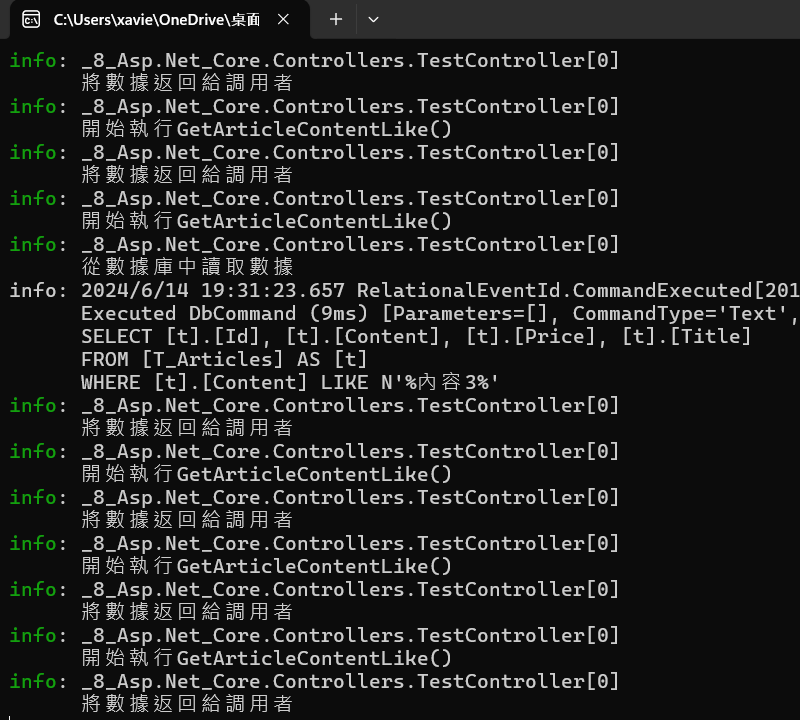 C:\Users\xavie\OneDrive\桌面
info: _8_Asp.Net_Core.Controllers.TestController[0]
將數據返回給調用者
info: _8_Asp.Net_Core.Controllers.TestController[0]
開始執行GetArticleContentLike()
info: _8_Asp.Net_Core.Controllers.TestController[0]
將數據返回給調用者
info: _8_Asp.Net_Core.Controllers.TestController[0]
開始執行GetArticleContentLike()
info: _8_Asp.Net_Core.Controllers.TestController[0]
從數據庫中讀取數據
info: 2024/6/14 19:31:23.657 RelationalEventId.CommandExecuted[201
Executed DbCommand (9ms) [Parameters=[], CommandType='Text',
SELECT [t].[Id], [t].[Content], [t].[Price], [t].[Title]
FROM [T_Articles] AS [t]
WHERE [t].[Content] LIKE N'%內容3%'
info: _8_Asp.Net_Core.Controllers.TestController[0]
將數據返回給調用者
info: _8_Asp.Net_Core.Controllers.TestController[0]
開始執行GetArticleContentLike()
info: _8_Asp.Net_Core.Controllers.TestController[0]
將數據返回給調用者
info: _8_Asp.Net_Core.Controllers.TestController[0]
開始執行GetArticleContentLike()
info: _8_Asp.Net_Core.Controllers.TestController[0]
將數據返回給調用者
info: _8_Asp.Net_Core.Controllers.TestController[0]
開始執行GetArticleContentLike()
info: _8_Asp.Net_Core.Controllers.TestController[0]
將數據返回給調用者